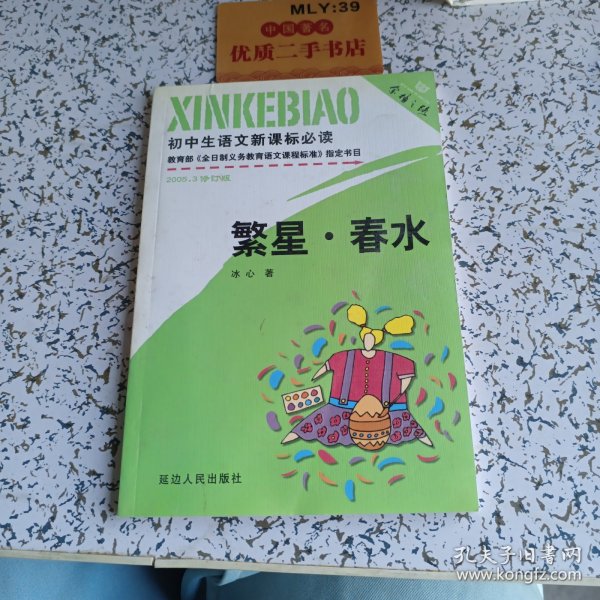 MLY:39
中国著名
优质二手书店
XINKEBIAO
初中生语文新课标必读
教育部《全日制义务教育语文课程标准》指定书目
2005.3修订版
繁星·春水
冰心 著
延边人民出版社
孔夫子旧书网
www.kongfz.com